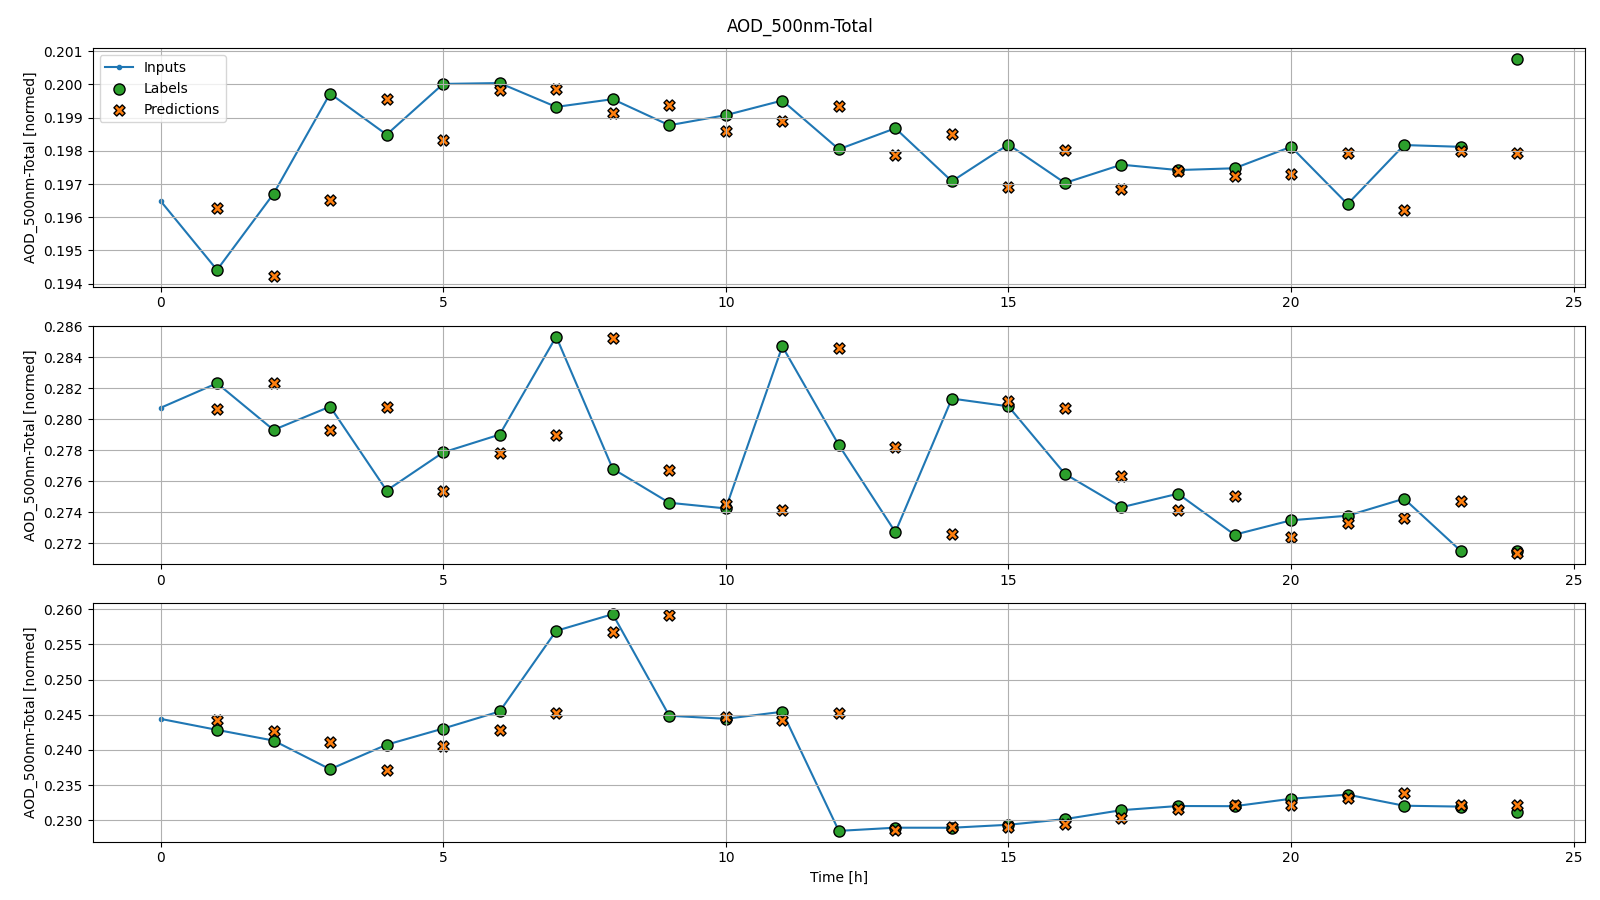 AOD_500nm-Total
AOD_500nm-Total [normed]
0.201
0.200
0.199
0.198
0.197
0.196
0.195
0.194
Inputs
Labels
Predictions
0 5 10 15 20 25
AOD_500nm-Total [normed]
0.286
0.284
0.282
0.280
0.278
0.276
0.274
0.272
0 5 10 15 20 25
AOD_500nm-Total [normed]
0.260
0.255
0.250
0.245
0.240
0.235
0.230
0 5 10 15 20 25
Time [h]